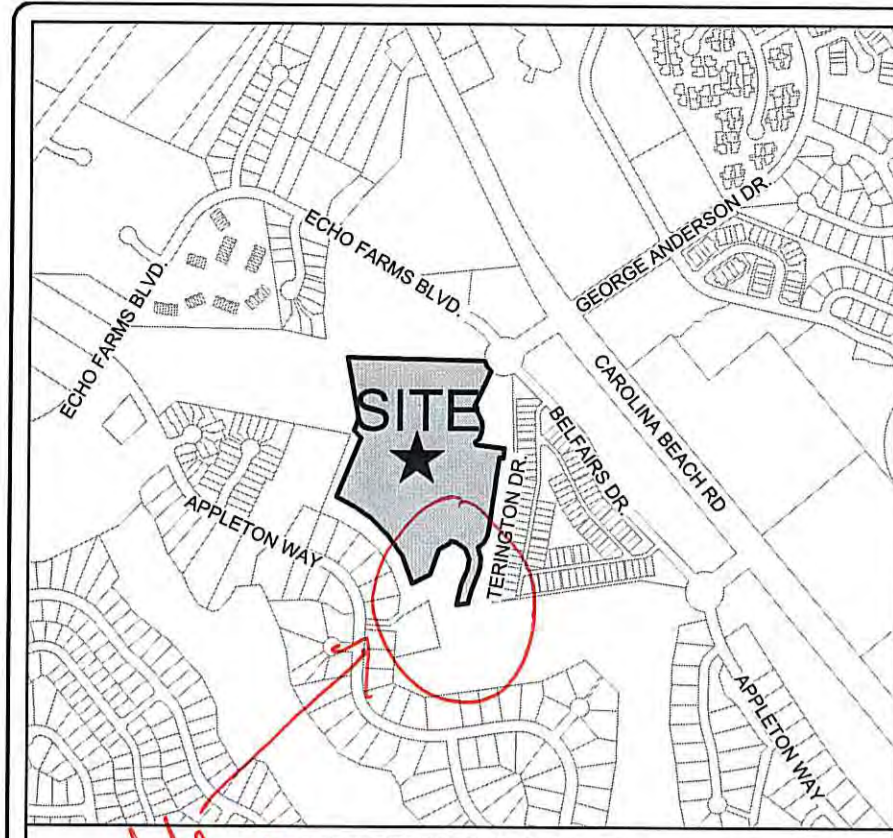 ECHO FARMS BLVD.
GEORGE ANDERSON DR.
ECHO FARMS BLVD.
CAROLINA BEACH RD
SITE
BELFAIRS DR.
TERINGTON DR.
APPLETON WAY
APPLETON WAY